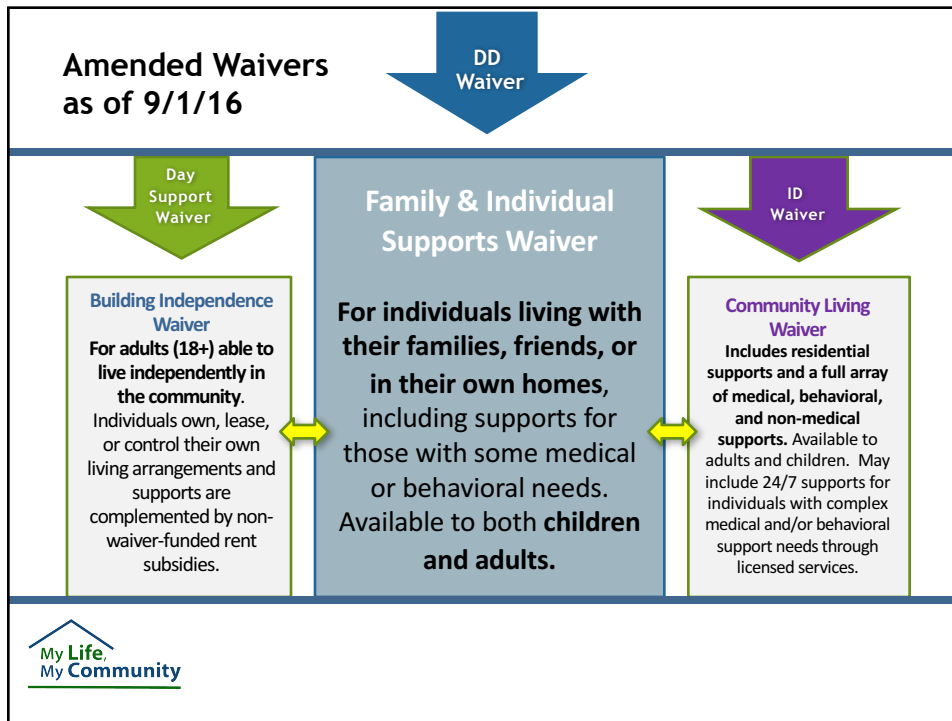 Amended Waivers
as of 9/1/16
DD
Waiver
Day
Support
Waiver
Building Independence
Waiver
For adults (18+) able to
live independently in
the community.
Individuals own, lease,
or control their own
living arrangements and
supports are
complemented by non-
waiver-funded rent
subsidies.
Family & Individual
Supports Waiver
For individuals living with
their families, friends, or
in their own homes,
including supports for
those with some medical
or behavioral needs.
Available to both children
and adults.
ID
Waiver
Community Living
Waiver
Includes residential
supports and a full array
of medical, behavioral,
and non-medical
supports. Available to
adults and children. May
include 24/7 supports for
individuals with complex
medical and/or behavioral
support needs through
licensed services.
My Life,
My Community